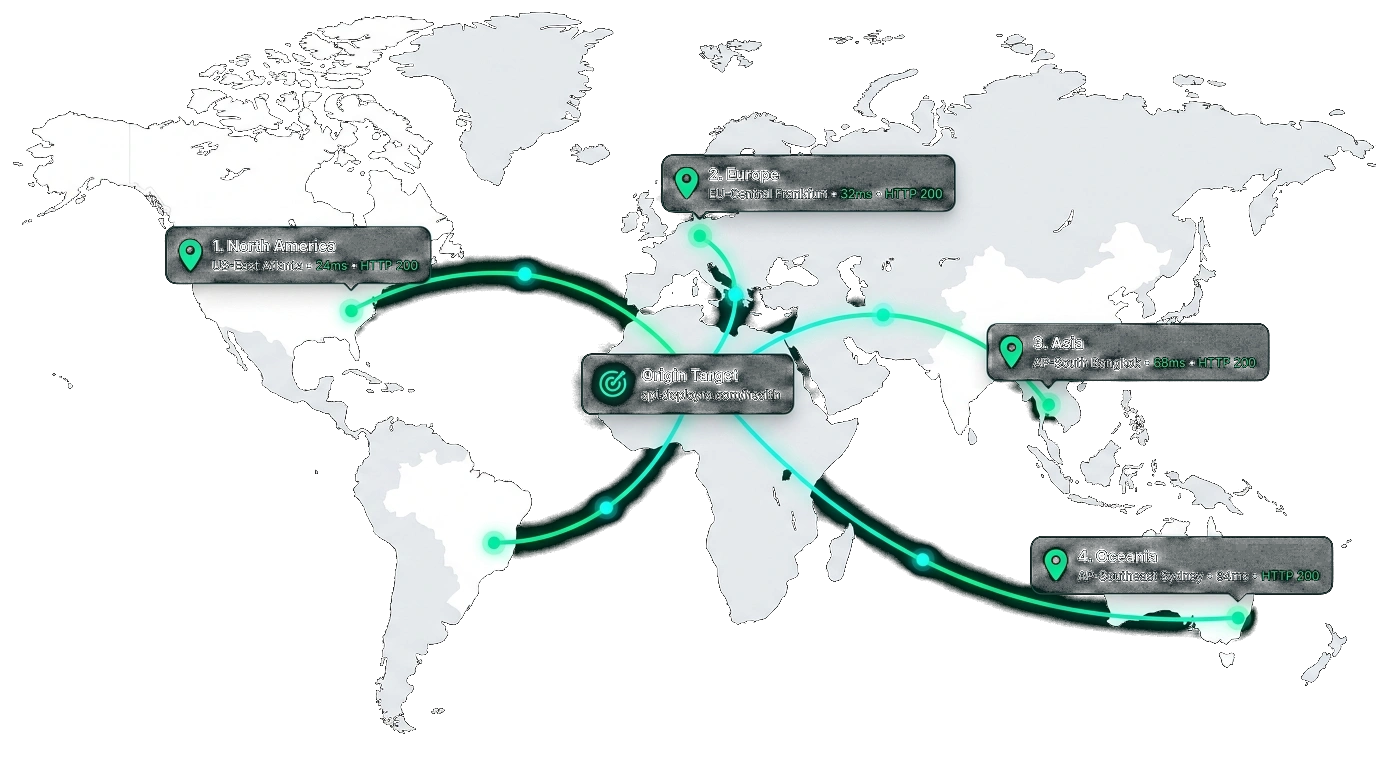 1. North America
US-East Atlanta • 24ms • HTTP 200
2. Europe
EU-Central Frankfurt • 32ms • HTTP 200
3. Asia
AP-South Bangkok • 68ms • HTTP 200
Origin Target
4. Oceania
AP-Southeast Sydney • 84ms • HTTP 200